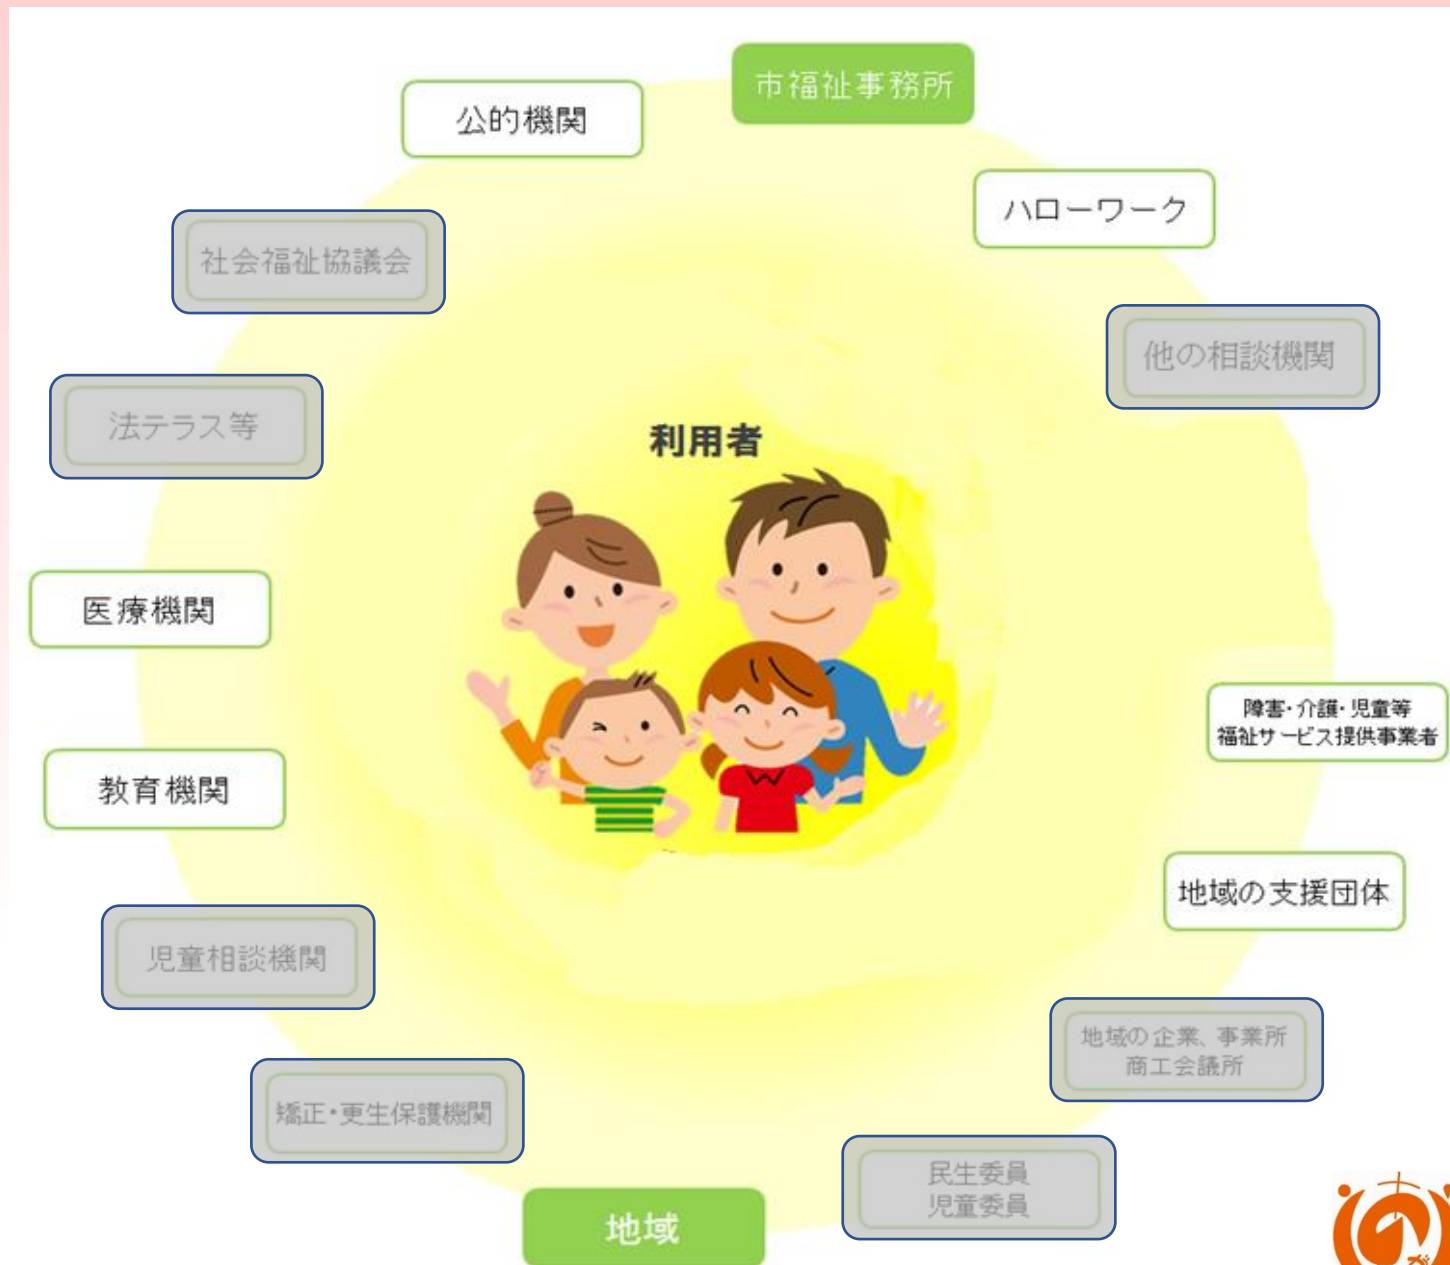 市福祉事務所
公的機関
ハローワーク
社会福祉協議会
他の相談機関
法テラス等
利用者
医療機関
障害・介護・児童等
福祉サービス提供事業者
教育機関
地域の支援団体
児童相談機関
地域の企業、事業所
商工会議所
矯正・更生保護機関
民生委員
児童委員
地域